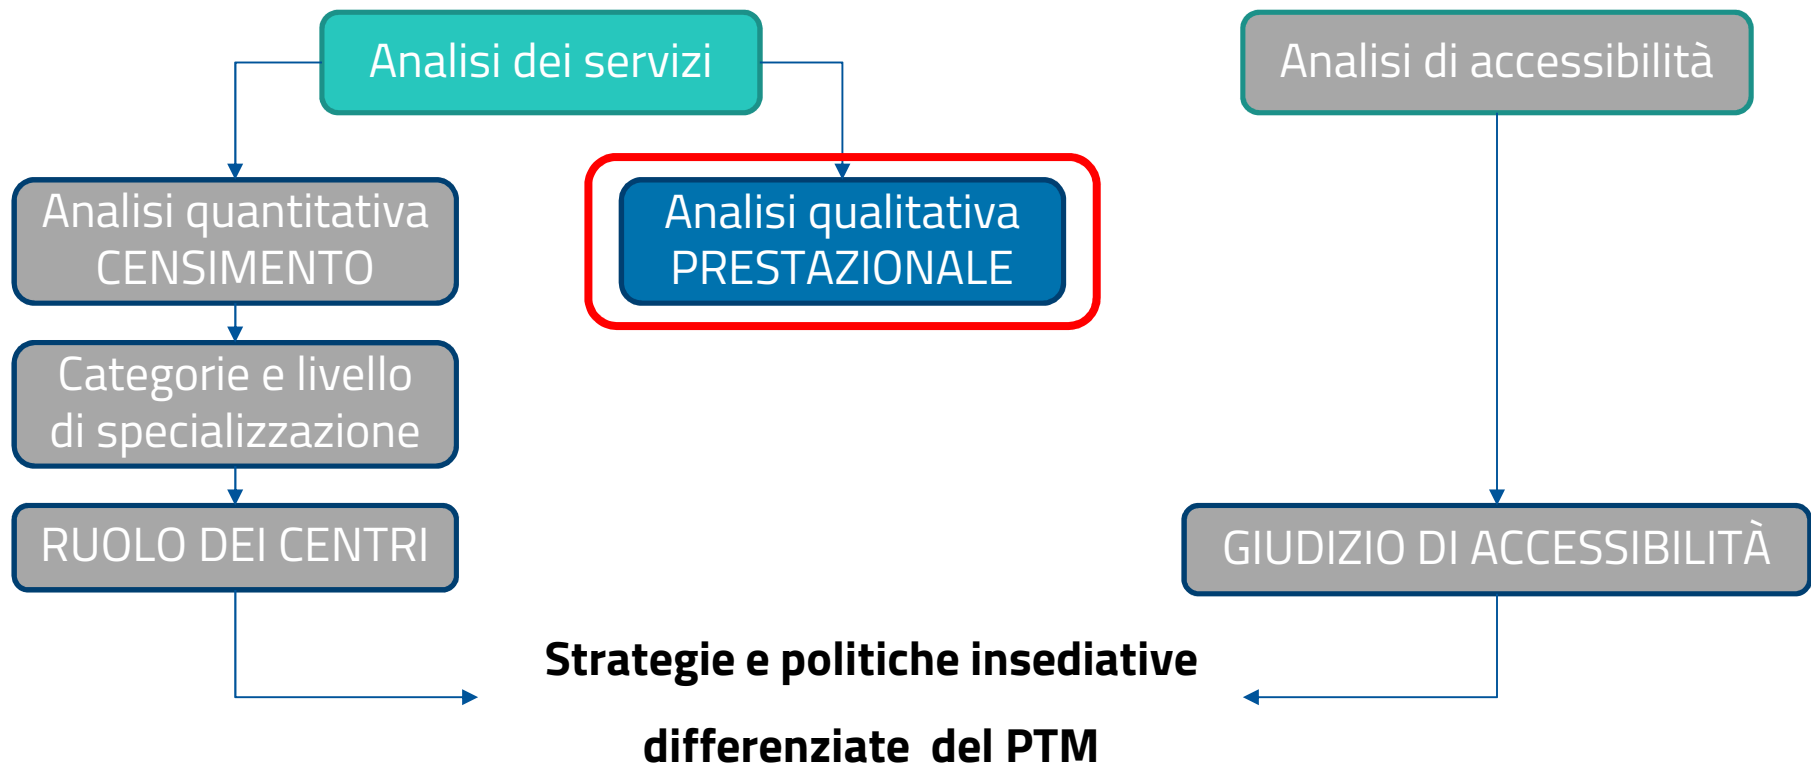 Analisi dei servizi
Analisi di accessibilità
Analisi quantitativa
CENSIMENTO
Analisi qualitativa
PRESTAZIONALE
Categorie e livello
di specializzazione
RUOLO DEI CENTRI
GIUDIZIO DI ACCESSIBILITÀ
Strategie e politiche insediative
differenziate del PTM